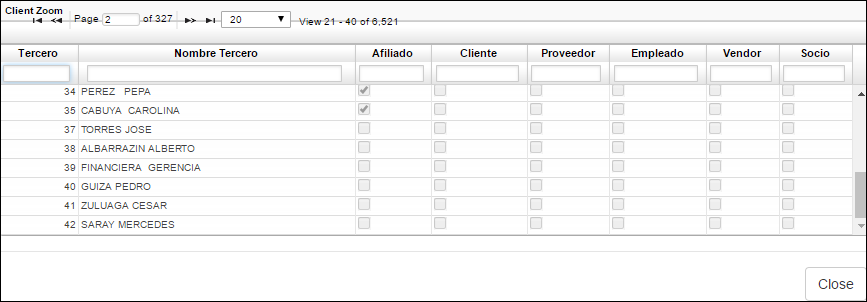 Client Zoom
Page 2 of 327 20 View 21 - 40 of 6,521
Tercero Nombre Tercero Afiliado Cliente Proveedor Empleado Vendor Socio
34 PEREZ PEPA
35 CABUYA CAROLINA
37 TORRES JOSE
38 ALBARRAZIN ALBERTO
39 FINANCIERA GERENCIA
40 GUIZA PEDRO
41 ZULUAGA CESAR
42 SARAY MERCEDES
Close